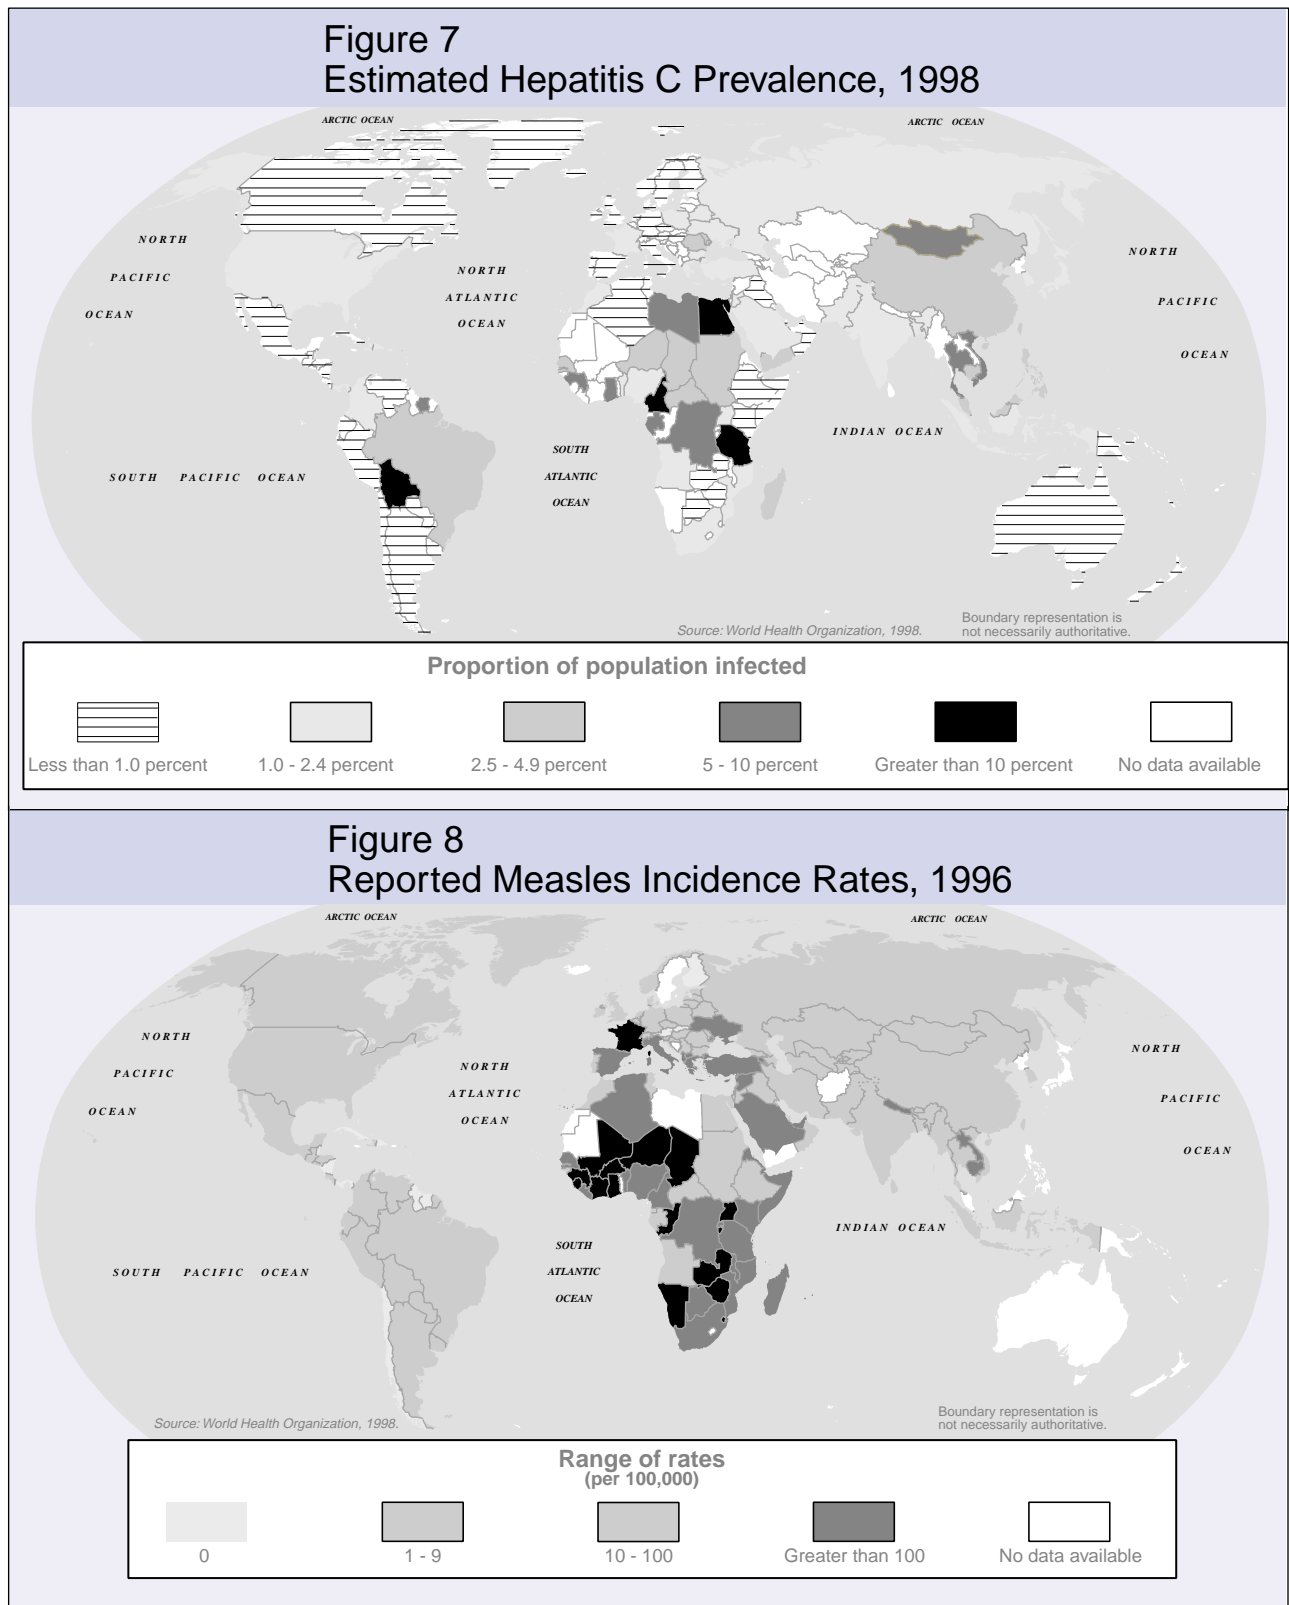 Figure 7
Estimated Hepatitis C Prevalence, 1998
ARCTIC OCEAN
ARCTIC OCEAN
NORTH
PACIFIC
OCEAN
NORTH
ATLANTIC
OCEAN
NORTH
PACIFIC
OCEAN
INDIAN OCEAN
SOUTH
ATLANTIC
OCEAN
SOUTH PACIFIC OCEAN
Source: World Health Organization, 1998.
Boundary representation is
not necessarily authoritative.
Proportion of population infected
Less than 1.0 percent
1.0 - 2.4 percent
2.5 - 4.9 percent
5 - 10 percent
Greater than 10 percent
No data available
Figure 8
Reported Measles Incidence Rates, 1996
ARCTIC OCEAN
ARCTIC OCEAN
NORTH
PACIFIC
OCEAN
NORTH
ATLANTIC
OCEAN
NORTH
PACIFIC
OCEAN
INDIAN OCEAN
SOUTH
ATLANTIC
OCEAN
SOUTH PACIFIC OCEAN
Source: World Health Organization, 1998.
Boundary representation is
not necessarily authoritative.
Range of rates
(per 100,000)
0
1 - 9
10 - 100
Greater than 100
No data available